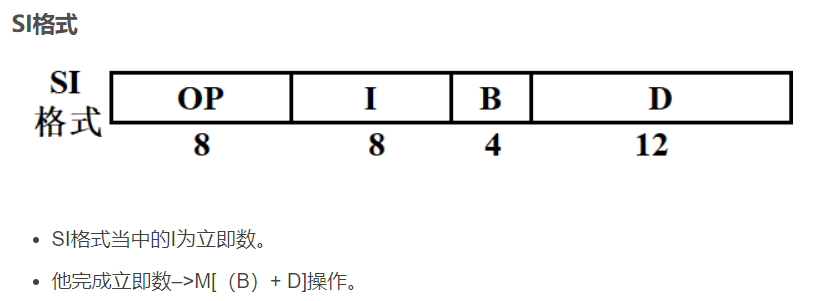 SI格式
SI
格式
OP I B D
8 8 4 12
SI格式当中的I为立即数。
他完成立即数–>M[（B）+ D]操作。